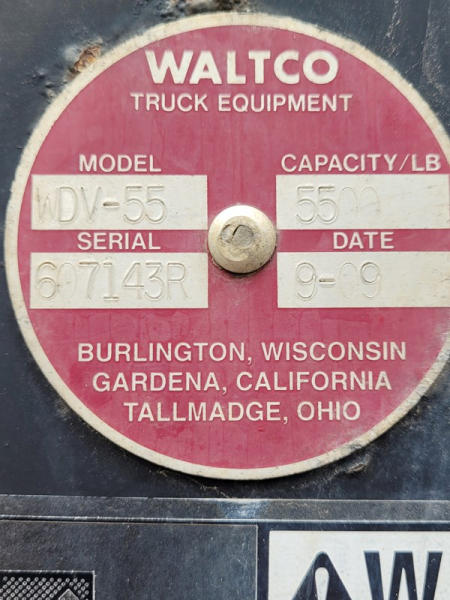 WALTCO
TRUCK EQUIPMENT
MODEL CAPACITY/LB
WDV-55 5500
SERIAL DATE
607143R 9-09
BURLINGTON, WISCONSIN
GARDENA, CALIFORNIA
TALLMADGE, OHIO
W